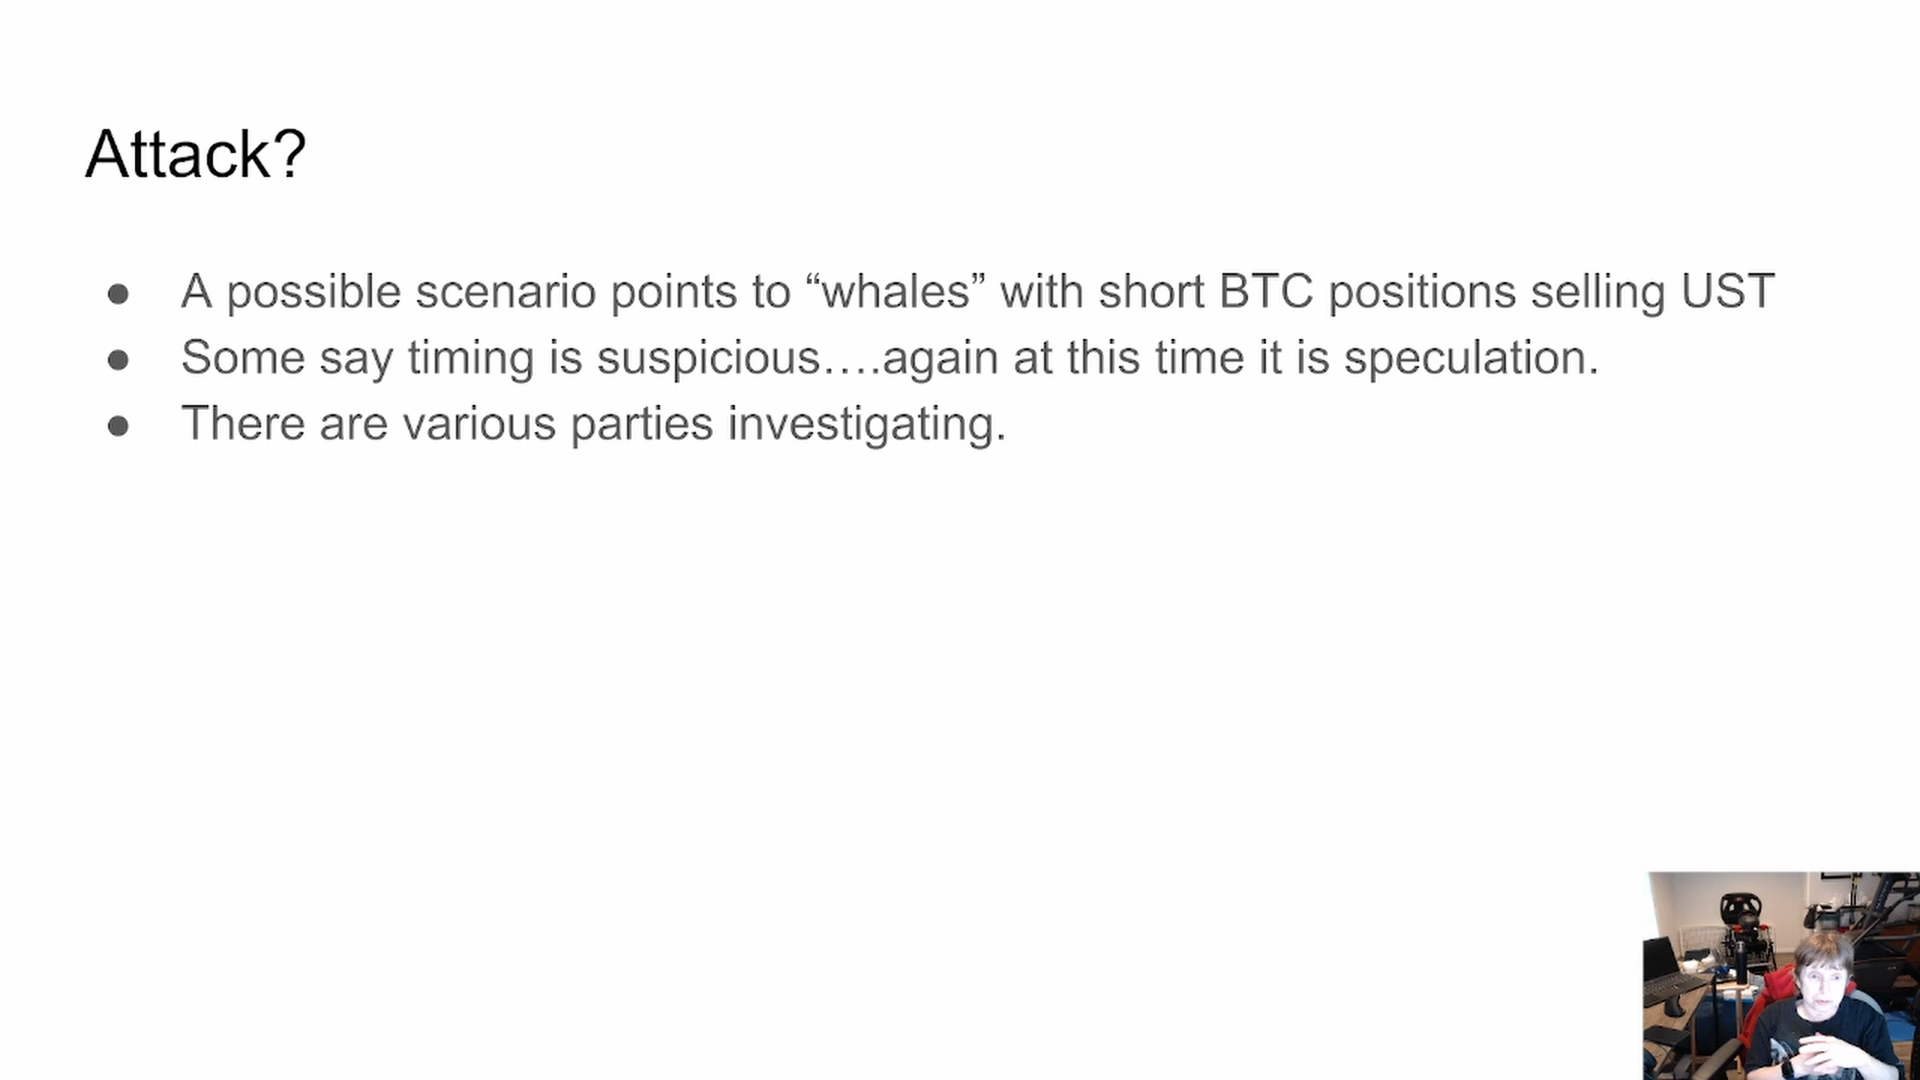 Attack?
● A possible scenario points to “whales” with short BTC positions selling UST
● Some say timing is suspicious….again at this time it is speculation.
● There are various parties investigating.